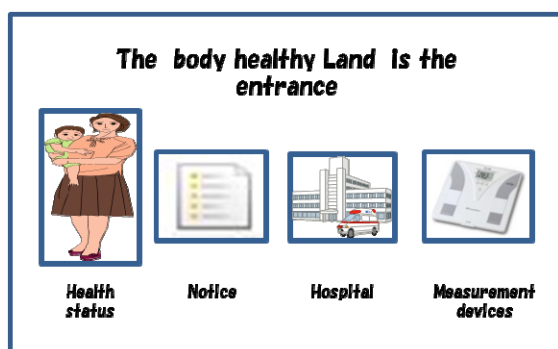 The body healthy Land is the
entrance
Health
status
Notice
Hospital
Measurement
devices